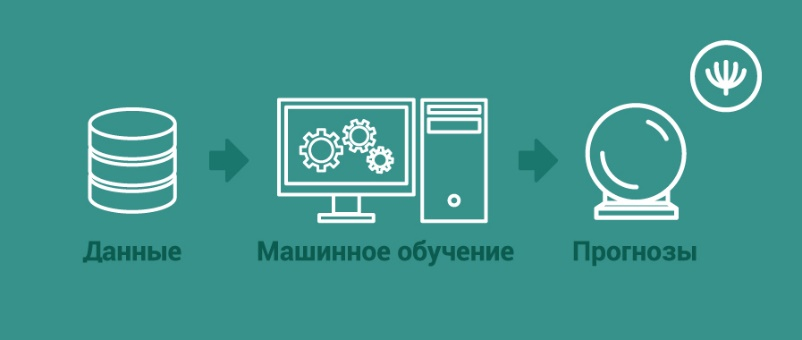 Данные
Машинное обучение
Прогнозы